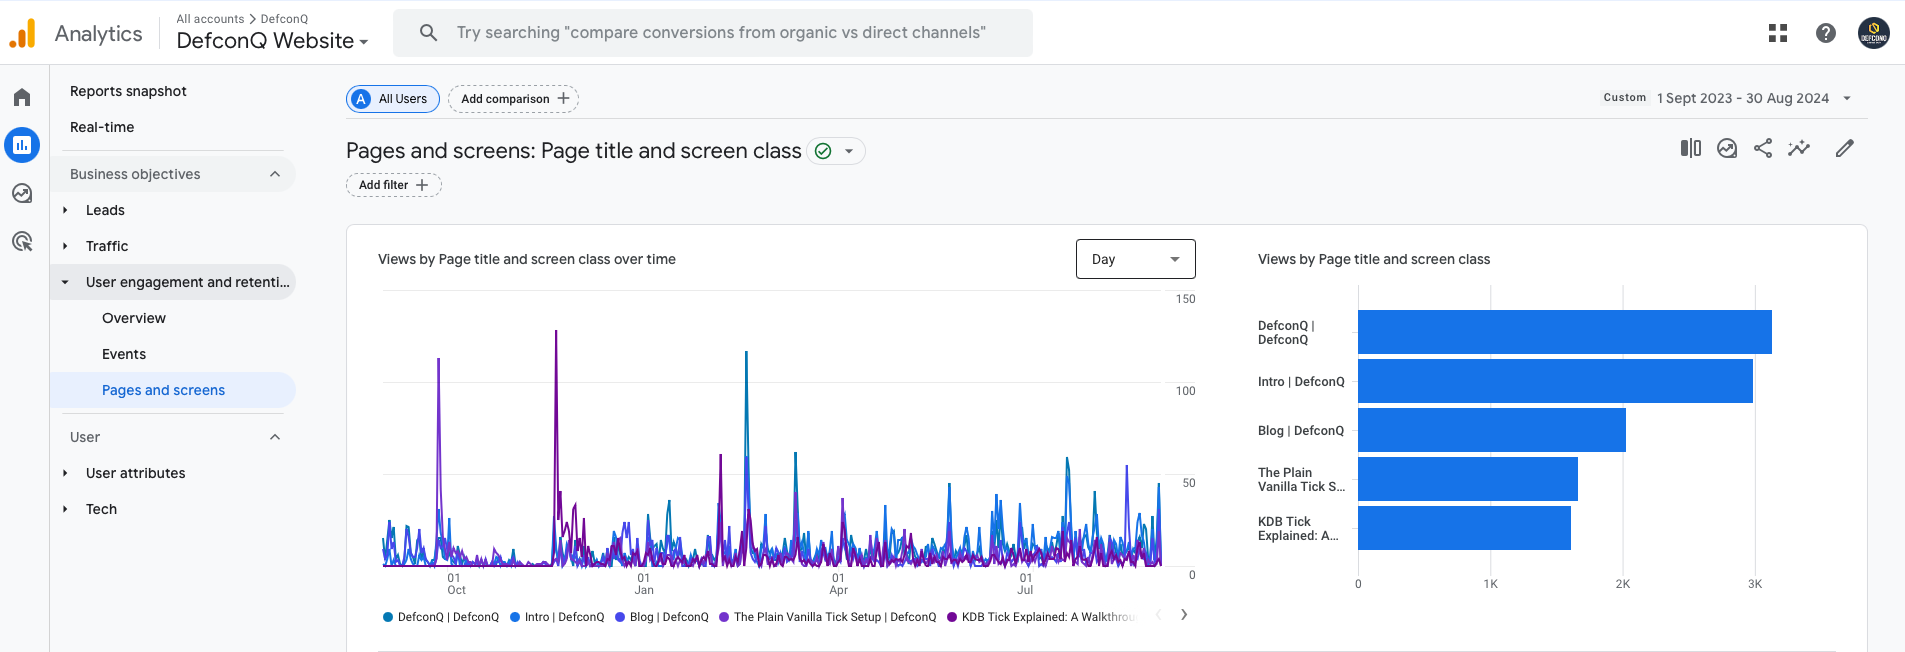 Analytics
All accounts > DefconQ
DefconQ Website
Try searching "compare conversions from organic vs direct channels"
DEFCONQ
Reports snapshot
Real-time
Business objectives
Leads
Traffic
User engagement and retenti...
Overview
Events
Pages and screens
User
User attributes
Tech
A All Users
Add comparison +
Custom 1 Sept 2023 - 30 Aug 2024
Pages and screens: Page title and screen class
Add filter +
Views by Page title and screen class over time
Day
150
100
50
0
01 Oct
01 Jan
01 Apr
01 Jul
DefconQ | DefconQ
Intro | DefconQ
Blog | DefconQ
The Plain Vanilla Tick Setup | DefconQ
KDB Tick Explained: A Walkthrou
Views by Page title and screen class
DefconQ |
DefconQ
Intro | DefconQ
Blog | DefconQ
The Plain
Vanilla Tick S...
KDB Tick
Explained: A...
0 1K 2K 3K